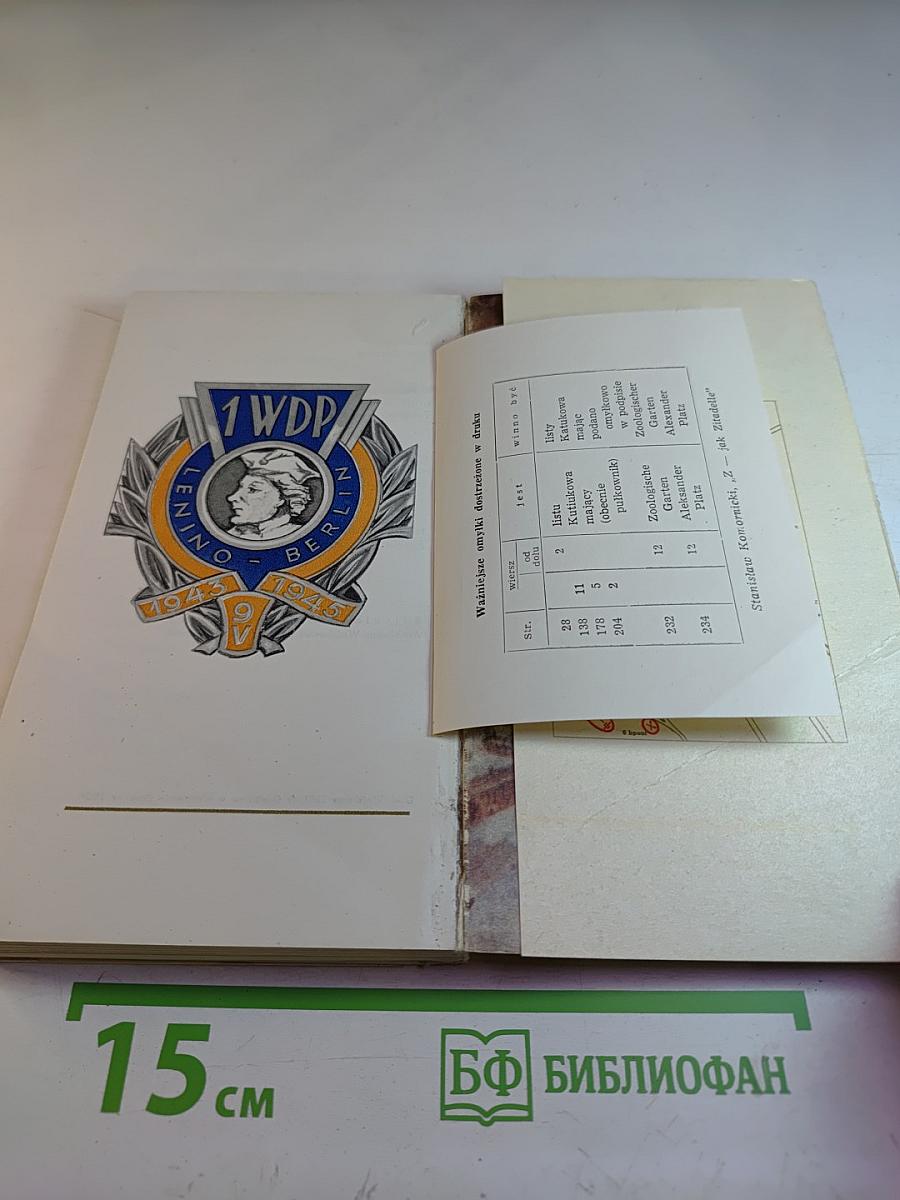 1 WDP
LENINO – BERLIN
1943 1945
9
V
Ważniejsze omyłki dostrzeżone w druku
Str. wiersz od dołu jest winno być
28 2 listu listy
138 11 Kutiukowa Katukowa
178 5 mający mając
204 2 (obecnie podano
pułkownik) omyłkowo
w podpisie
232 12 Zoologische Zoologischer
Garten Garten
234 12 Aleksander Alexander
Platz Platz
Stanisław Komornicki, „Z — jak Zitadelle”
15 см
БФ БИБЛИОФАН